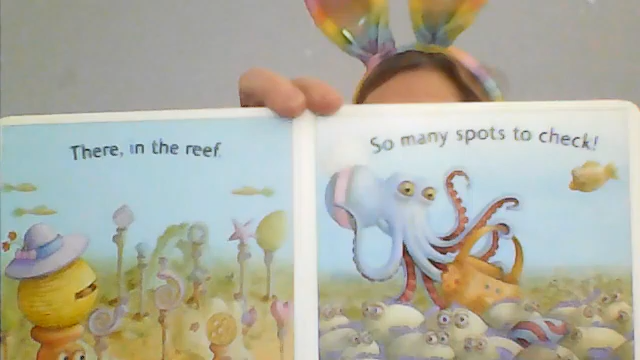 There, in the reef.
So many spots to check!